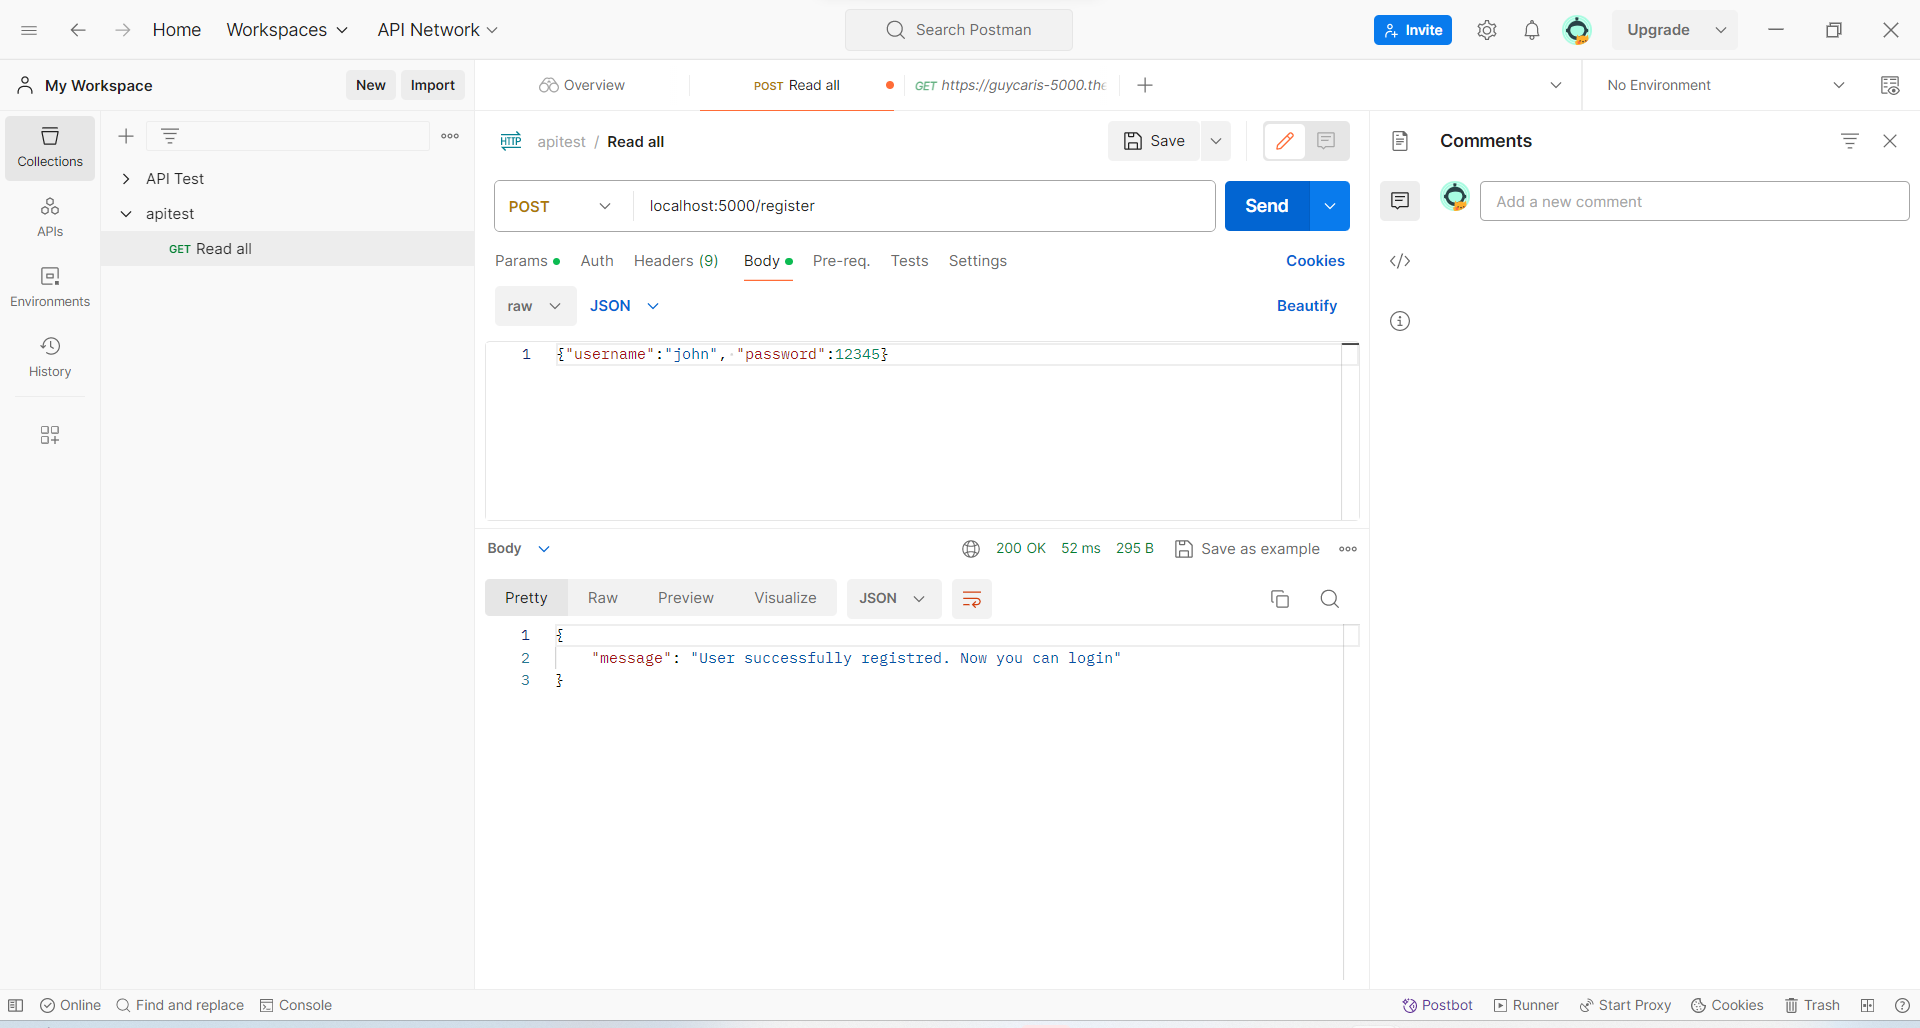 Home Workspaces API Network Search Postman Invite Upgrade
My Workspace New Import Overview POST Read all GET https://guycaris-5000.the No Environment
Collections
APIs
Environments
History
API Test
apitest
GET Read all
HTTP apitest / Read all Save
POST localhost:5000/register Send
Params Auth Headers (9) Body Pre-req. Tests Settings Cookies
raw JSON Beautify
1 {"username":"john", "password":12345}
Body 200 OK 52 ms 295 B Save as example
Pretty Raw Preview Visualize JSON
1 {
2 "message": "User successfully registred. Now you can login"
3 }
Comments
Add a new comment
Online Find and replace Console Postbot Runner Start Proxy Cookies Trash